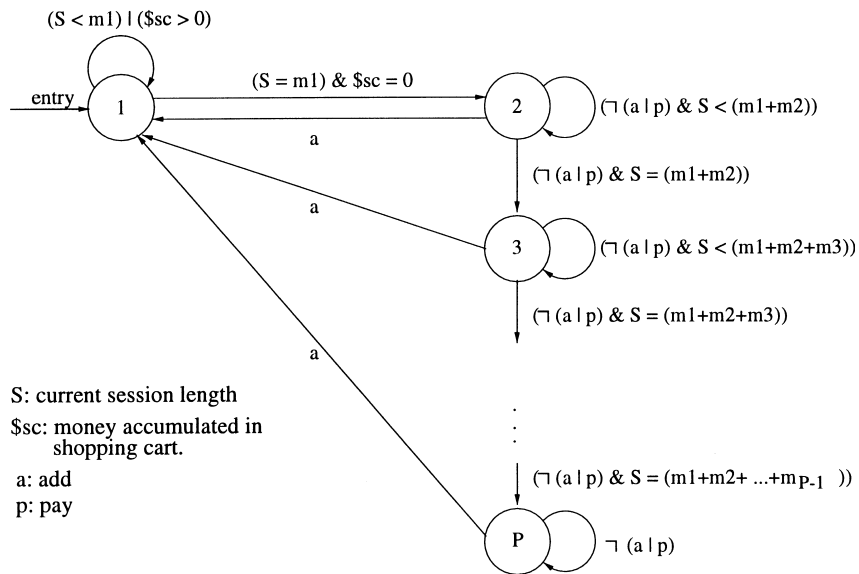 (S < m1) | ($sc > 0)
entry
1
(S = m1) & $sc = 0
a
2
(¬ (a | p) & S < (m1+m2))
(¬ (a | p) & S = (m1+m2))
a
3
(¬ (a | p) & S < (m1+m2+m3))
(¬ (a | p) & S = (m1+m2+m3))
a
S: current session length
$sc: money accumulated in
shopping cart.
a: add
p: pay
.
.
.
(¬ (a | p) & S = (m1+m2+ ...+mP-1 ))
P
¬ (a | p)